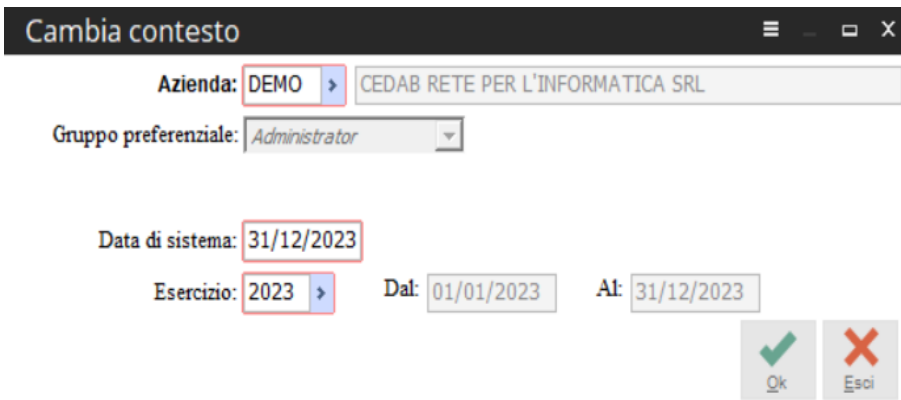 Cambia contesto
Azienda: DEMO CEDAB RETE PER L'INFORMATICA SRL
Gruppo preferenziale: Administrator
Data di sistema: 31/12/2023
Esercizio: 2023 Dal: 01/01/2023 Al: 31/12/2023
Ok Esci